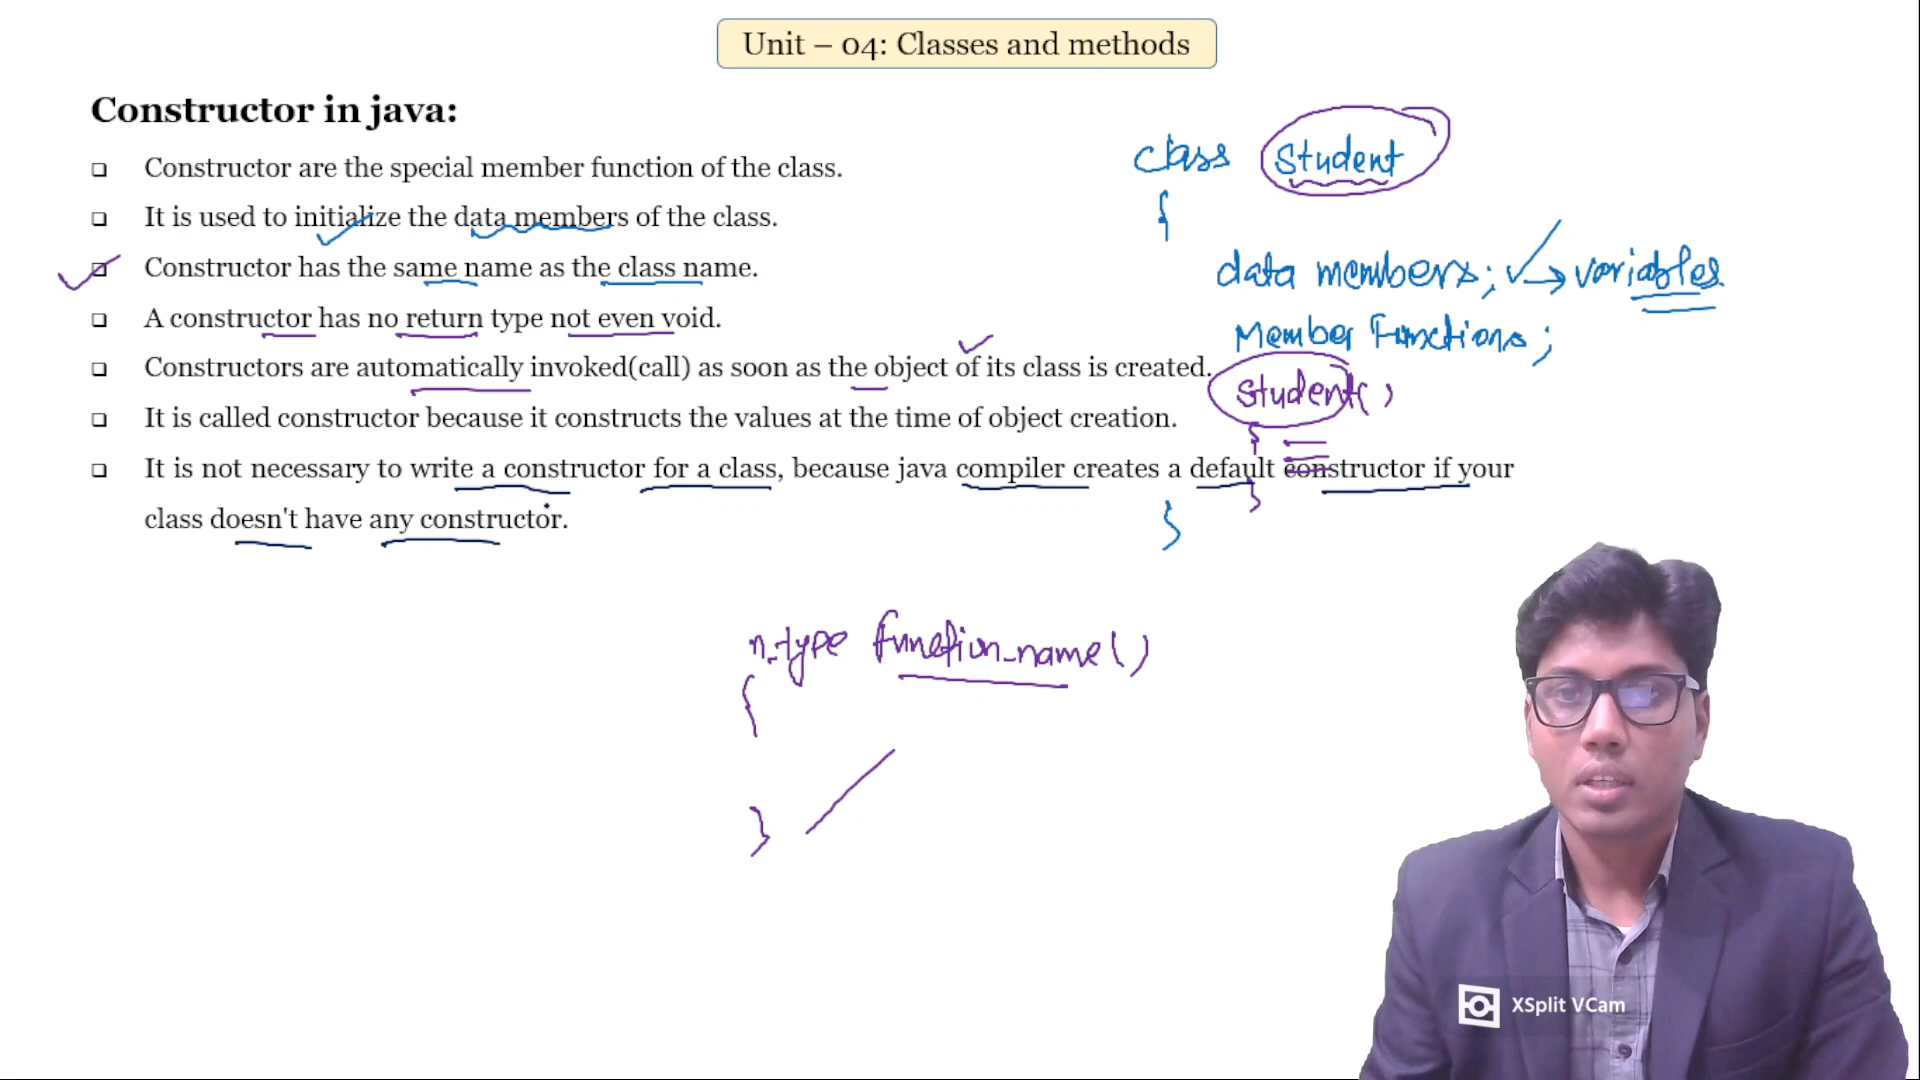 Unit – 04: Classes and methods
Constructor in java:
Constructor are the special member function of the class.
It is used to initialize the data members of the class.
Constructor has the same name as the class name.
A constructor has no return type not even void.
Constructors are automatically invoked(call) as soon as the object of its class is created.
It is called constructor because it constructs the values at the time of object creation.
It is not necessary to write a constructor for a class, because java compiler creates a default constructor if your
class doesn't have any constructor.
class Student
{
data members; → variables
Member Functions;
Student()
{
}
}
r_type function_name()
{
}
XSplit VCam